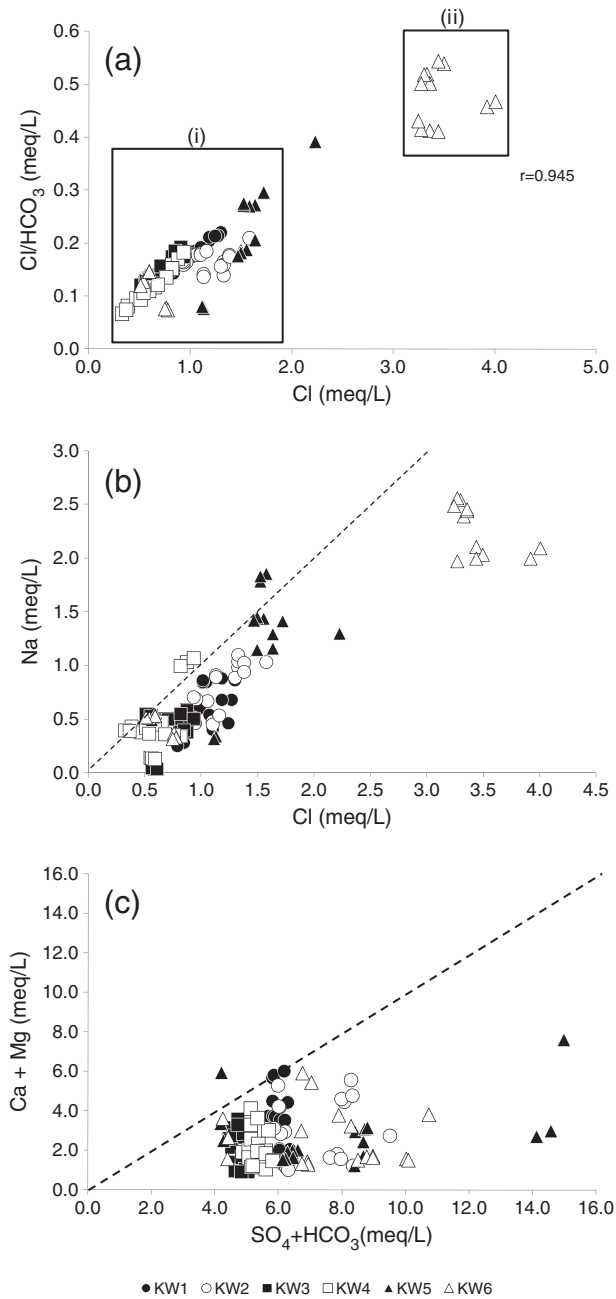 (ii)
0.6
(a)
0.5
(i)
0.4
r=0.945
0.3
0.2
0.1
0.0
Cl/HCO3 (meq/L)
0.0 1.0 2.0 3.0 4.0 5.0
Cl (meq/L)
3.0
(b)
2.5
2.0
1.5
1.0
0.5
0.0
Na (meq/L)
0.0 0.5 1.0 1.5 2.0 2.5 3.0 3.5 4.0 4.5
Cl (meq/L)
16.0
(c)
14.0
12.0
10.0
8.0
6.0
4.0
2.0
0.0
Ca + Mg (meq/L)
0.0 2.0 4.0 6.0 8.0 10.0 12.0 14.0 16.0
SO4+HCO3(meq/L)
KW1 KW2 KW3 KW4 KW5 KW6